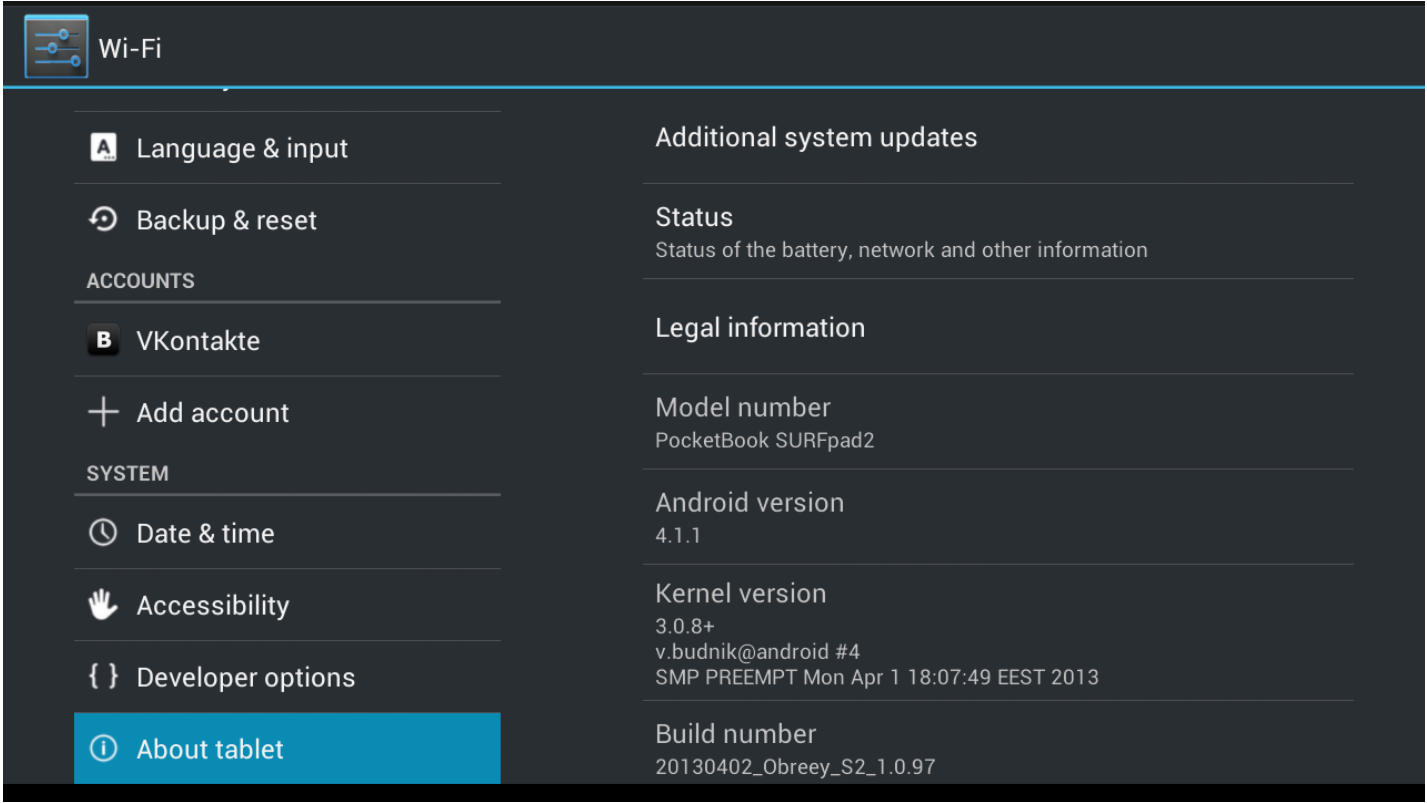 Wi-Fi
Language & input
Backup & reset
ACCOUNTS
VKontakte
Add account
SYSTEM
Date & time
Accessibility
Developer options
About tablet
Additional system updates
Status
Status of the battery, network and other information
Legal information
Model number
PocketBook SURFpad2
Android version
4.1.1
Kernel version
3.0.8+
v.budnik@android #4
SMP PREEMPT Mon Apr 1 18:07:49 EEST 2013
Build number
20130402_Obreey_S2_1.0.97